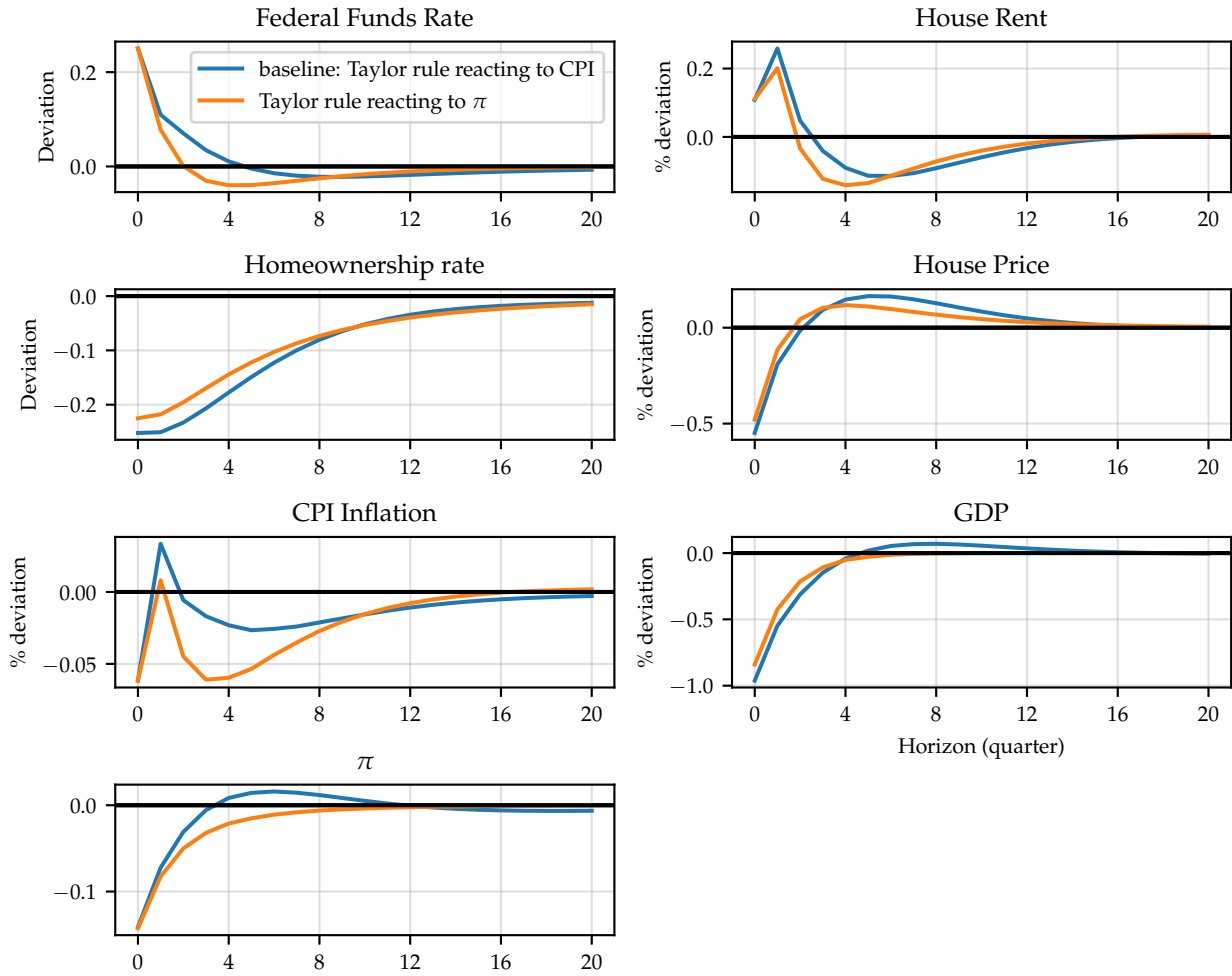 Federal Funds Rate
Deviation
0.2
0.0
baseline: Taylor rule reacting to CPI
Taylor rule reacting to π
0 4 8 12 16 20
House Rent
% deviation
0.2
0.0
0 4 8 12 16 20
Homeownership rate
Deviation
0.0
−0.1
−0.2
0 4 8 12 16 20
House Price
% deviation
0.0
−0.5
0 4 8 12 16 20
CPI Inflation
% deviation
0.00
−0.05
0 4 8 12 16 20
GDP
% deviation
0.0
−0.5
−1.0
0 4 8 12 16 20
Horizon (quarter)
π
0.0
−0.1
0 4 8 12 16 20